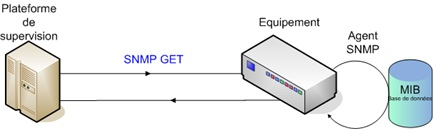 Plateforme
de
supervision
SNMP GET
Equipement
Agent
SNMP
MIB
Base de données